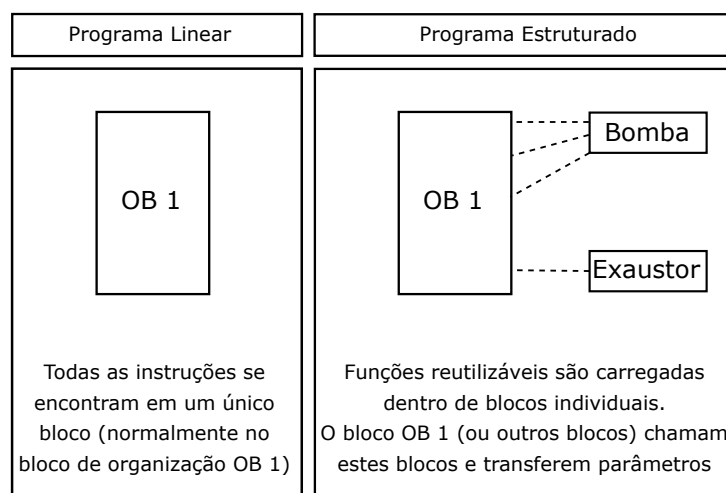 Programa Linear
Programa Estruturado
OB 1
Todas as instruções se
encontram em um único
bloco (normalmente no
bloco de organização OB 1)
OB 1
Bomba
Exaustor
Funções reutilizáveis são carregadas
dentro de blocos individuais.
O bloco OB 1 (ou outros blocos) chamam
estes blocos e transferem parâmetros